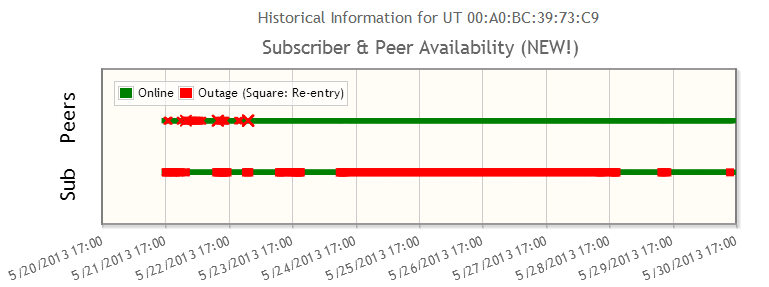 Historical Information for UT 00:A0:BC:39:73:C9
Subscriber & Peer Availability (NEW!)
Online Outage (Square: Re-entry)
Peers
Sub
5/20/2013 17:00
5/21/2013 17:00
5/22/2013 17:00
5/23/2013 17:00
5/24/2013 17:00
5/25/2013 17:00
5/26/2013 17:00
5/27/2013 17:00
5/28/2013 17:00
5/29/2013 17:00
5/30/2013 17:00